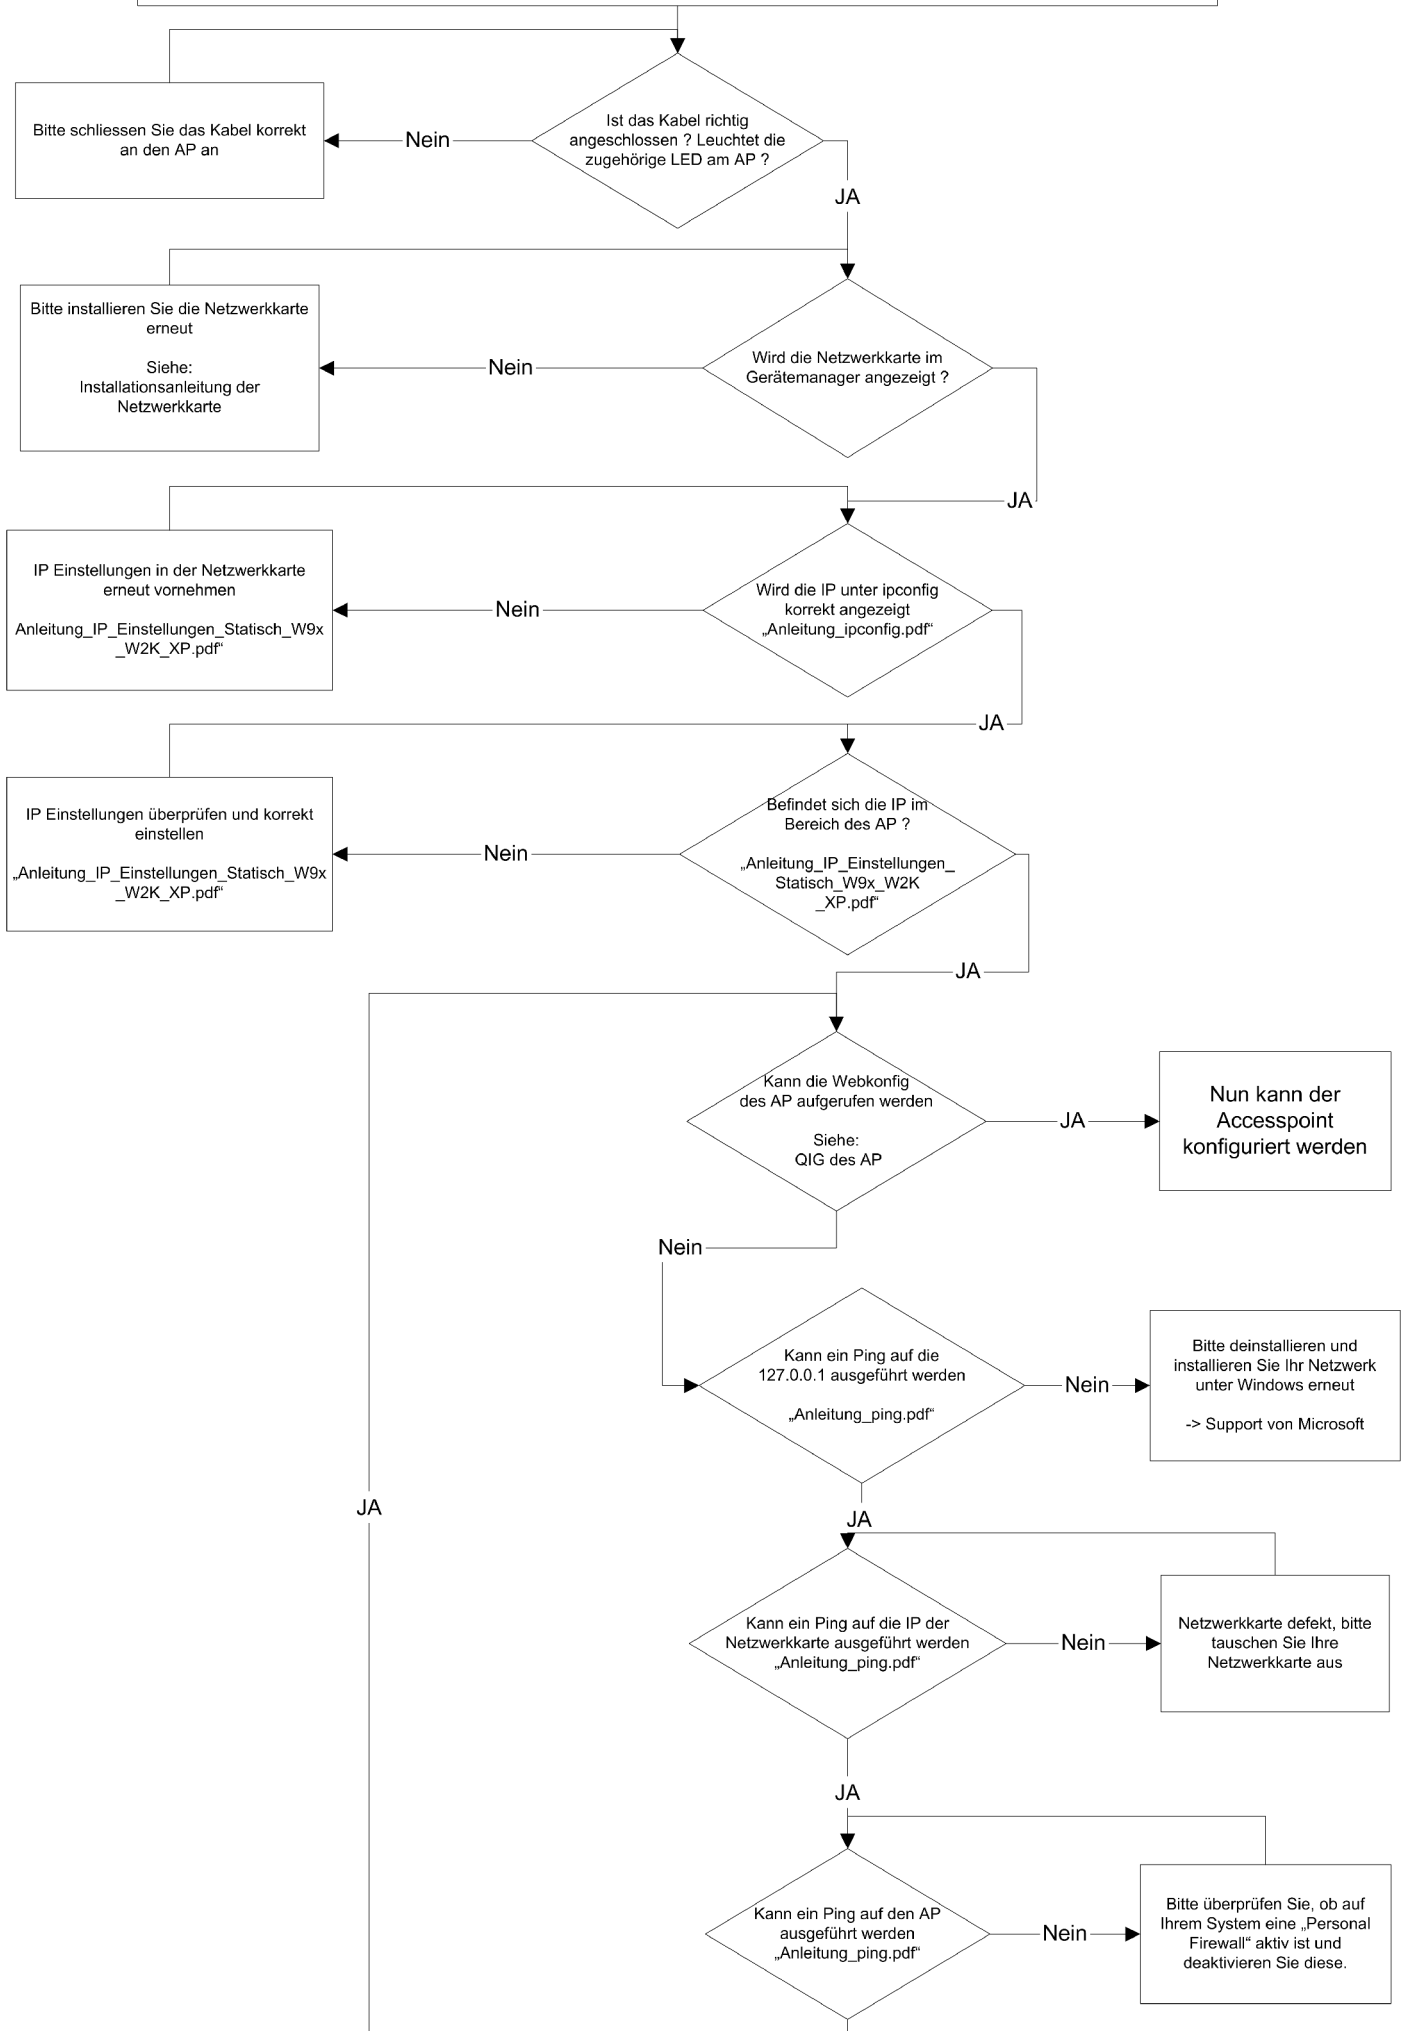 Ist das Kabel richtig
angeschlossen ? Leuchtet die
zugehörige LED am AP ?
Nein
Bitte schliessen Sie das Kabel korrekt
an den AP an
JA
Wird die Netzwerkkarte im
Gerätemanager angezeigt ?
Nein
Bitte installieren Sie die Netzwerkkarte
erneut
Siehe:
Installationsanleitung der
Netzwerkkarte
JA
Wird die IP unter ipconfig
korrekt angezeigt
„Anleitung_ipconfig.pdf“
Nein
IP Einstellungen in der Netzwerkkarte
erneut vornehmen
Anleitung_IP_Einstellungen_Statisch_W9x
_W2K_XP.pdf“
JA
Befindet sich die IP im
Bereich des AP ?
„Anleitung_IP_Einstellungen_
Statisch_W9x_W2K
_XP.pdf“
Nein
IP Einstellungen überprüfen und korrekt
einstellen
„Anleitung_IP_Einstellungen_Statisch_W9x
_W2K_XP.pdf“
JA
Kann die Webkonfig
des AP aufgerufen werden
Siehe:
QIG des AP
JA
Nun kann der
Accesspoint
konfiguriert werden
Nein
Kann ein Ping auf die
127.0.0.1 ausgeführt werden
„Anleitung_ping.pdf“
Nein
Bitte deinstallieren und
installieren Sie Ihr Netzwerk
unter Windows erneut
-> Support von Microsoft
JA
JA
Kann ein Ping auf die IP der
Netzwerkkarte ausgeführt werden
„Anleitung_ping.pdf“
Nein
Netzwerkkarte defekt, bitte
tauschen Sie Ihre
Netzwerkkarte aus
JA
Kann ein Ping auf den AP
ausgeführt werden
„Anleitung_ping.pdf“
Nein
Bitte überprüfen Sie, ob auf
Ihrem System eine „Personal
Firewall“ aktiv ist und
deaktivieren Sie diese.